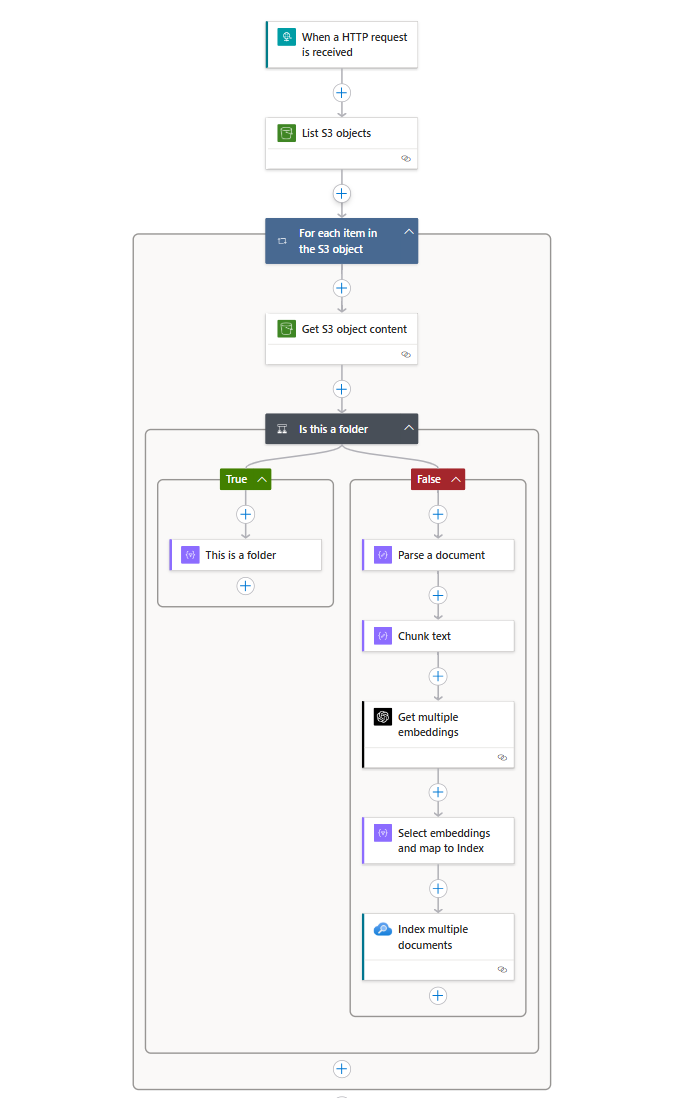 When a HTTP request
is received
List S3 objects
For each item in
the S3 object
Get S3 object content
Is this a folder
True
False
This is a folder
Parse a document
Chunk text
Get multiple
embeddings
Select embeddings
and map to Index
Index multiple
documents